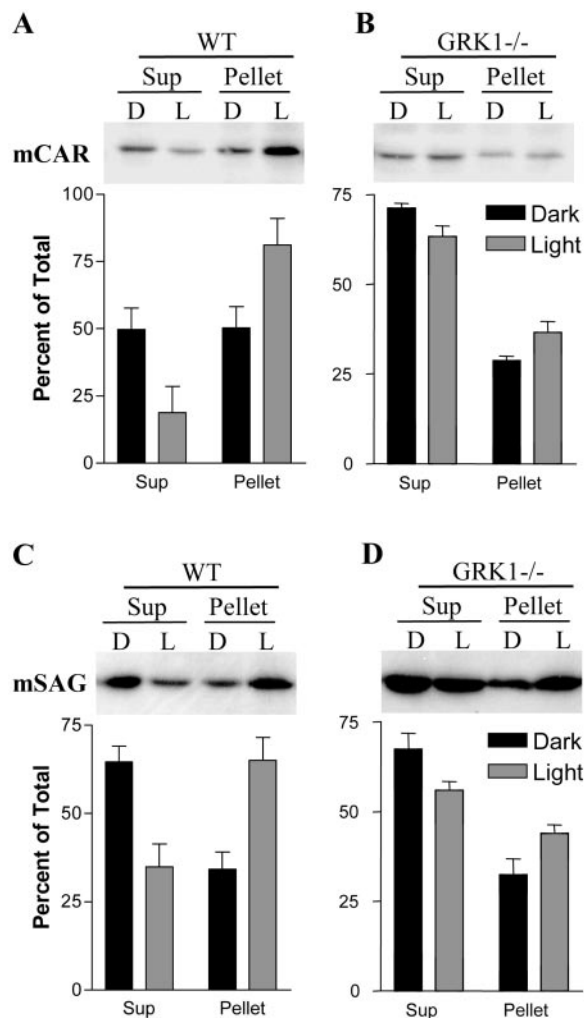 A
WT
Sup Pellet
D L D L
mCAR
100
75
50
25
0
Percent of Total
Sup Pellet
B
GRK1-/-
Sup Pellet
D L D L
75
50
25
0
Dark
Light
Sup Pellet
C
WT
Sup Pellet
D L D L
mSAG
75
50
25
0
Percent of Total
Sup Pellet
D
GRK1-/-
Sup Pellet
D L D L
75
50
25
0
Dark
Light
Sup Pellet